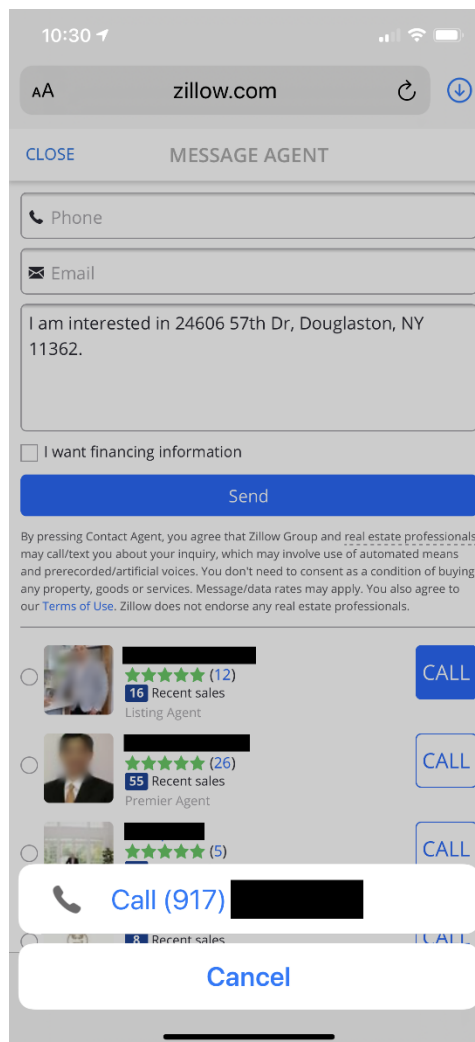 10:30
AA zillow.com
CLOSE MESSAGE AGENT
Phone
Email
I am interested in 24606 57th Dr, Douglaston, NY
11362.
I want financing information
Send
By pressing Contact Agent, you agree that Zillow Group and real estate professionals
may call/text you about your inquiry, which may involve use of automated means
and prerecorded/artificial voices. You don't need to consent as a condition of buying
any property, goods or services. Message/data rates may apply. You also agree to
our Terms of Use. Zillow does not endorse any real estate professionals.
(12)
16 Recent sales
Listing Agent
CALL
(26)
55 Recent sales
Premier Agent
CALL
(5)
CALL
Call (917)
8 Recent sales
CALL
Cancel